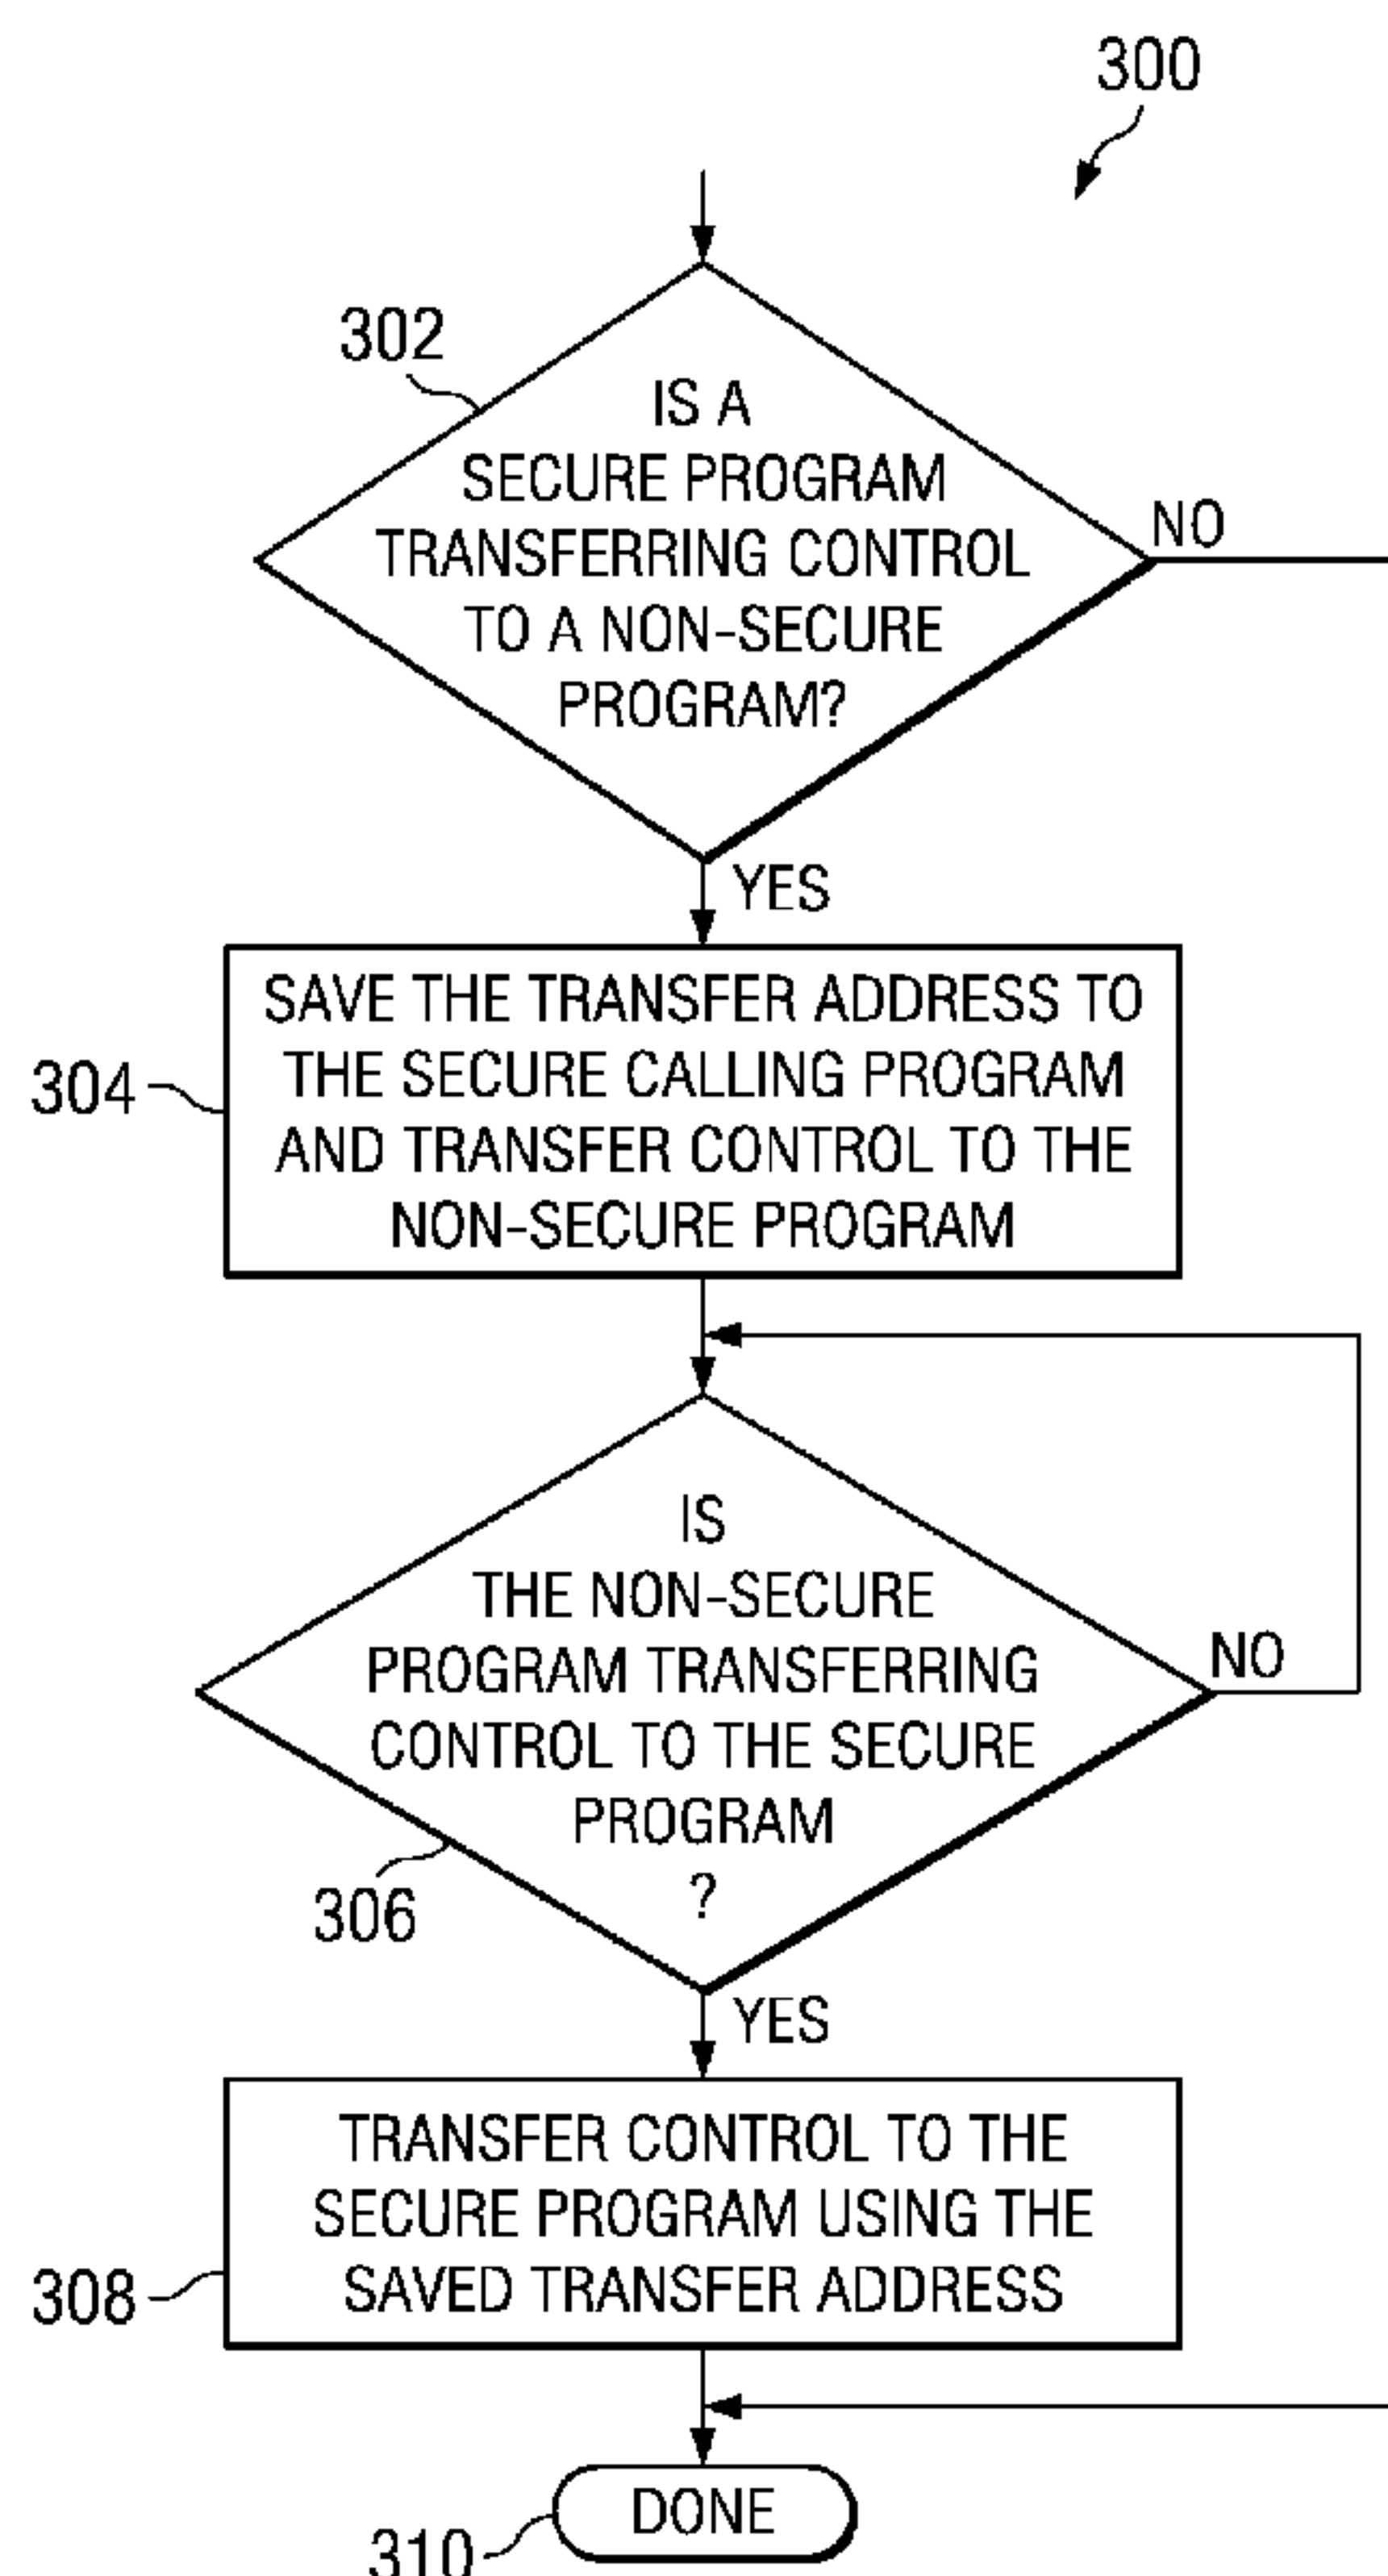 300
302
IS A
SECURE PROGRAM
TRANSFERRING CONTROL
TO A NON-SECURE
PROGRAM?
NO
YES
304
SAVE THE TRANSFER ADDRESS TO
THE SECURE CALLING PROGRAM
AND TRANSFER CONTROL TO THE
NON-SECURE PROGRAM
IS
THE NON-SECURE
PROGRAM TRANSFERRING
CONTROL TO THE SECURE
PROGRAM
?
NO
306
YES
308
TRANSFER CONTROL TO THE
SECURE PROGRAM USING THE
SAVED TRANSFER ADDRESS
DONE
310